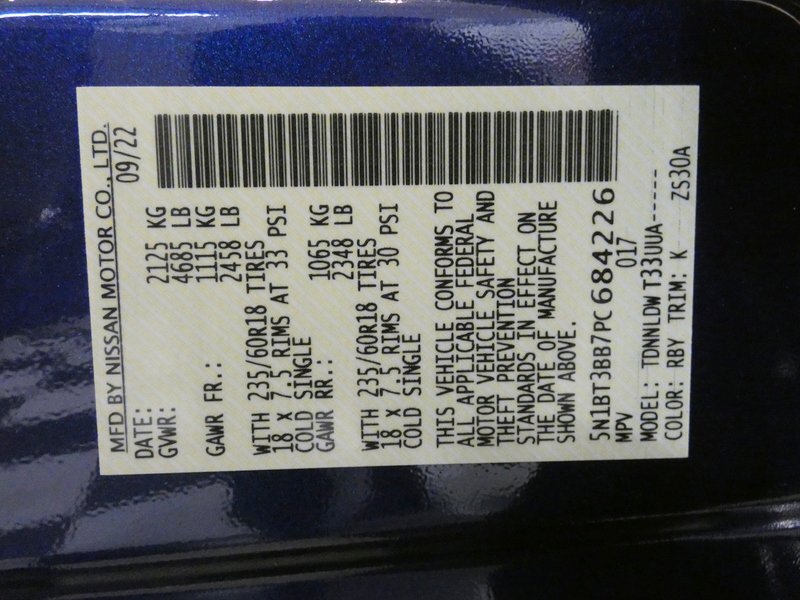 MFD BY NISSAN MOTOR CO., LTD.
DATE: 09/22
GVWR: 2125 KG
4685 LB
GAWR FR.: 1115 KG
2458 LB
WITH 235/60R18 TIRES
18 X 7.5 RIMS AT 33 PSI
COLD SINGLE
GAWR RR.: 1065 KG
2348 LB
WITH 235/60R18 TIRES
18 X 7.5 RIMS AT 30 PSI
COLD SINGLE
THIS VEHICLE CONFORMS TO
ALL APPLICABLE FEDERAL
MOTOR VEHICLE SAFETY AND
THEFT PREVENTION
STANDARDS IN EFFECT ON
THE DATE OF MANUFACTURE
SHOWN ABOVE.
5N1BT3BB7PC684226
MPV 017
MODEL: TDNNLDWT33UUA-----
COLOR: RBY TRIM: K ZS30A